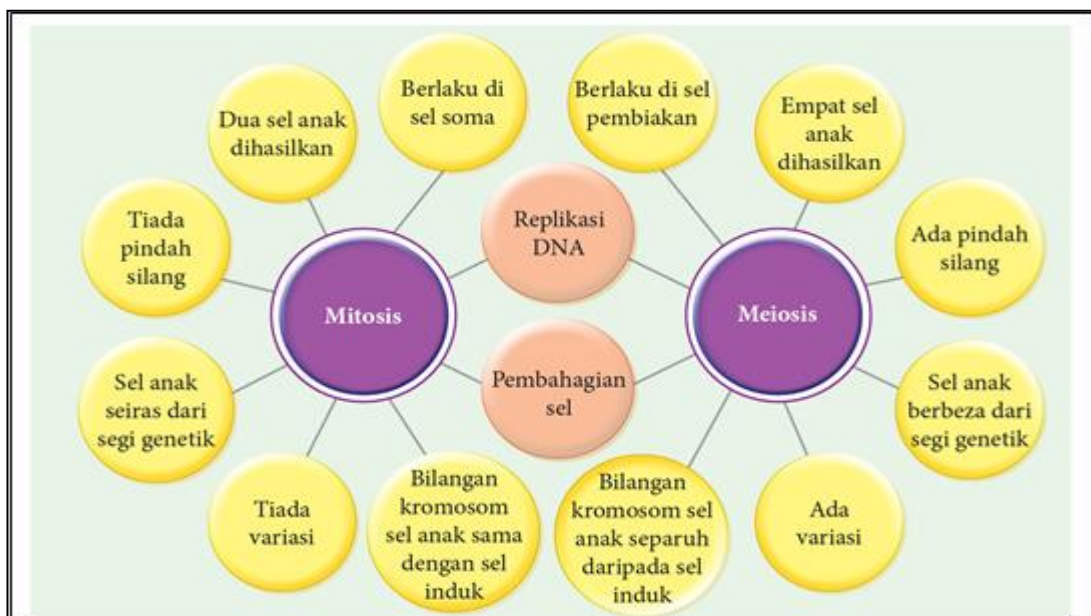 Berlaku di
sel soma
Berlaku di sel
pembiakan
Dua sel anak
dihasilkan
Empat sel
anak
dihasilkan
Tiada
pindah
silang
Replikasi
DNA
Ada pindah
silang
Mitosis
Meiosis
Sel anak
seiras dari
segi genetik
Pembahagian
sel
Sel anak
berbeza dari
segi genetik
Tiada
variasi
Bilangan
kromosom
sel anak sama
dengan sel
induk
Bilangan
kromosom sel
anak separuh
daripada sel
induk
Ada
variasi